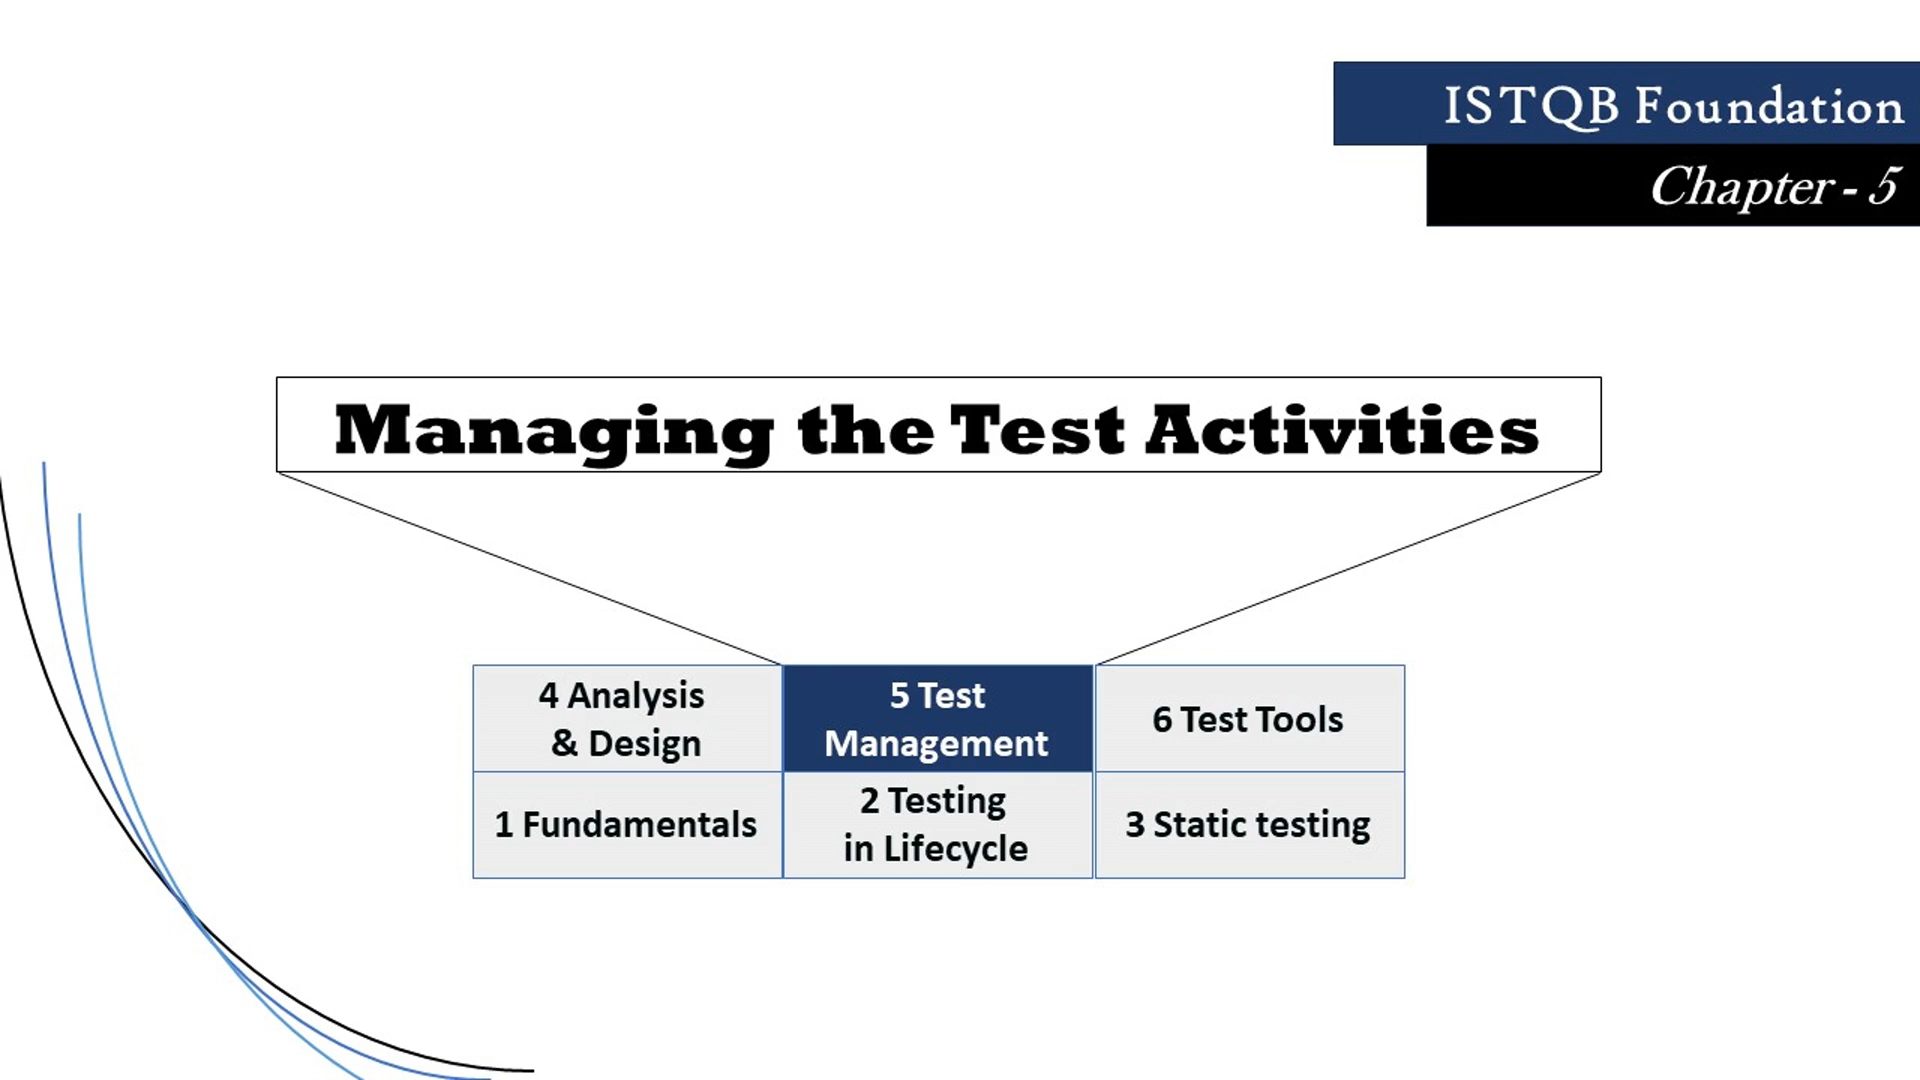 ISTQB Foundation
Chapter - 5
Managing the Test Activities
4 Analysis
& Design
5 Test
Management
6 Test Tools
1 Fundamentals
2 Testing
in Lifecycle
3 Static testing